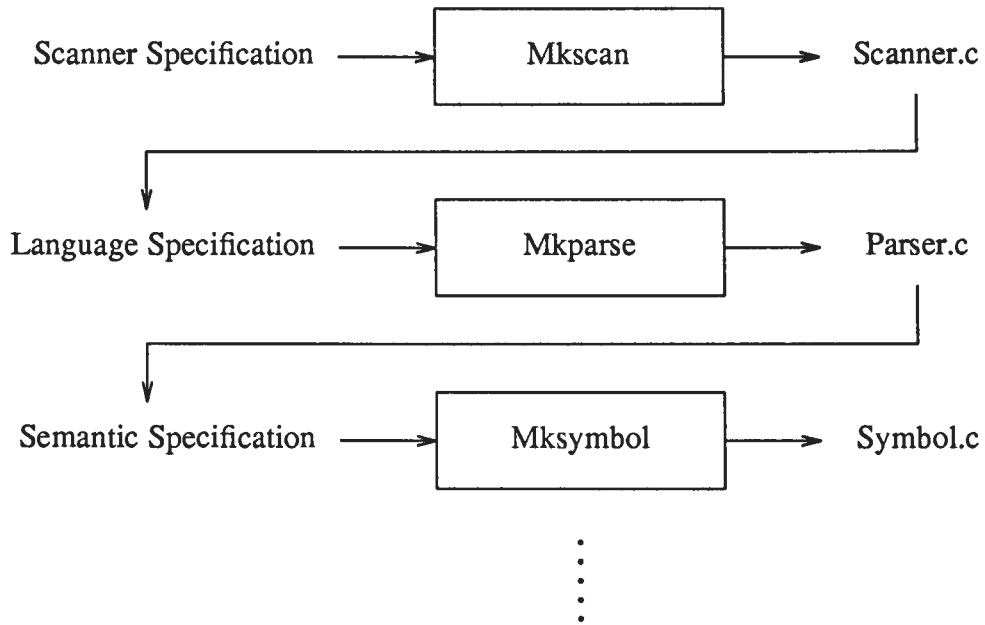 Scanner Specification Mkscan Scanner.c
Language Specification Mkparse Parser.c
Semantic Specification Mksymbol Symbol.c